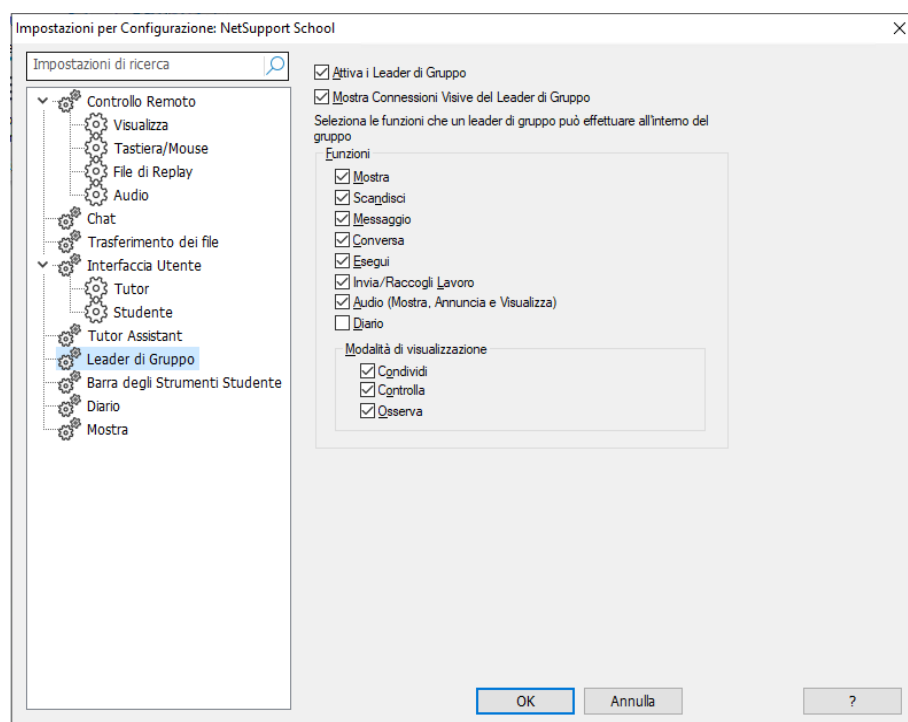 Impostazioni per Configurazione: NetSupport School
Impostazioni di ricerca
Controllo Remoto
Visualizza
Tastiera/Mouse
File di Replay
Audio
Chat
Trasferimento dei file
Interfaccia Utente
Tutor
Studente
Tutor Assistant
Leader di Gruppo
Barra degli Strumenti Studente
Diario
Mostra
Attiva i Leader di Gruppo
Mostra Connessioni Visive del Leader di Gruppo
Seleziona le funzioni che un leader di gruppo può effettuare all'interno del
gruppo
Funzioni
Mostra
Scandisci
Messaggio
Conversa
Esegui
Invia/Raccogli Lavoro
Audio (Mostra, Annuncia e Visualizza)
Diario
Modalità di visualizzazione
Condividi
Controlla
Osserva
OK
Annulla
?